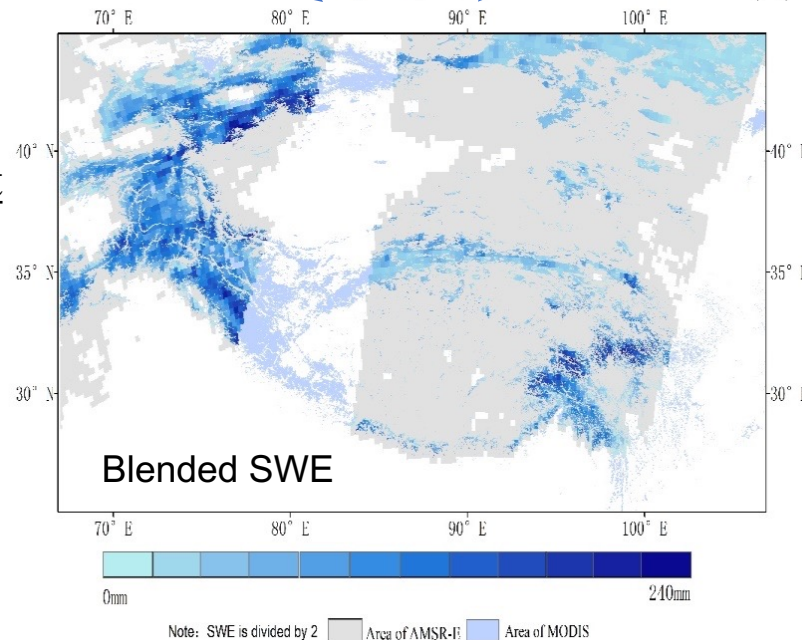 70° E 80° E 90° E 100° E
40° N 40° N
35° N 35° N
30° N 30° N
Blended SWE
70° E 80° E 90° E 100° E
0mm 240mm
Note: SWE is divided by 2 Area of AMSR-E Area of MODIS